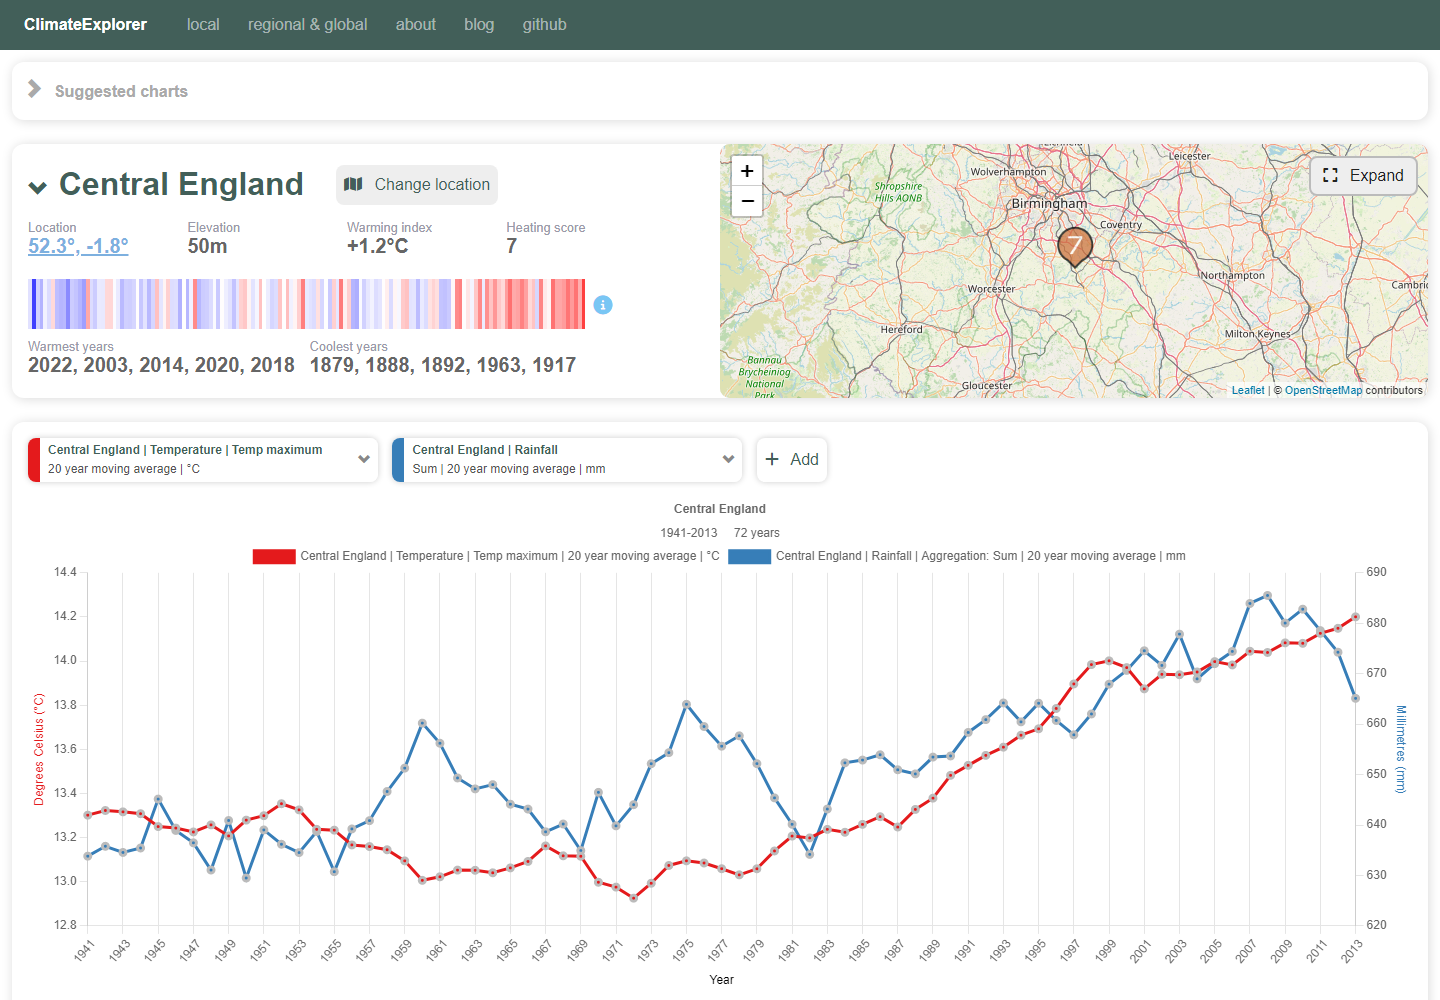 ClimateExplorer local regional & global about blog github
Suggested charts
Central England
Change location
Location Elevation Warming index Heating score
52.3°, -1.8° 50m +1.2°C 7
Warmest years Coolest years
2022, 2003, 2014, 2020, 2018 1879, 1888, 1892, 1963, 1917
+
−
Expand
Leicester
Wolverhampton
Shropshire
Hills AONB
Birmingham
Coventry
7
Northampton
Worcester
Hereford
Milton Keynes
Bannau
Brycheiniog
National
Park
Gloucester
Leaflet | © OpenStreetMap contributors
Central England | Temperature | Temp maximum
20 year moving average | °C
Central England | Rainfall
Sum | 20 year moving average | mm
+ Add
Central England
1941-2013 72 years
Central England | Temperature | Temp maximum | 20 year moving average | °C
Central England | Rainfall | Aggregation: Sum | 20 year moving average | mm
14.4
14.2
14.0
13.8
13.6
13.4
13.2
13.0
12.8
Degrees Celsius (°C)
690
680
670
660
650
640
630
620
Millimetres (mm)
1941 1943 1945 1947 1949 1951 1953 1955 1957 1959 1961 1963 1965 1967 1969 1971 1973 1975 1977 1979 1981 1983 1985 1987 1989 1991 1993 1995 1997 1999 2001 2003 2005 2007 2009 2011 2013
Year